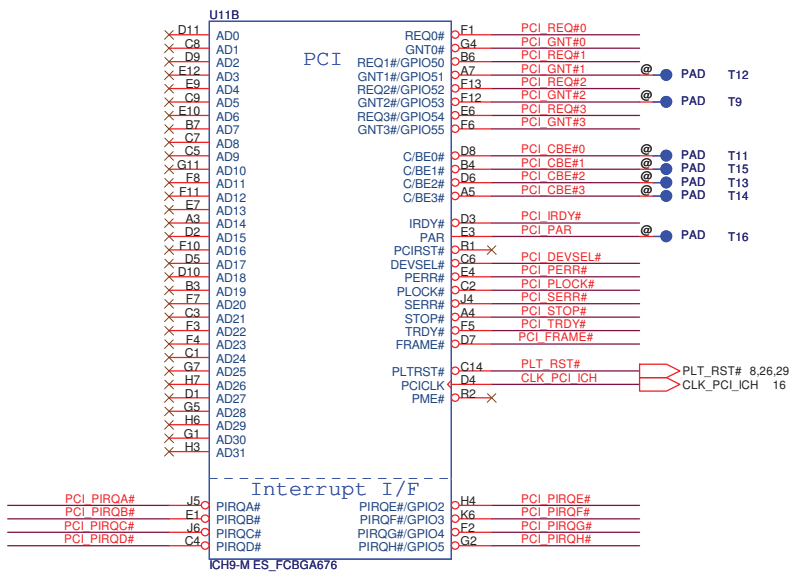 U11B
PCI
D11 AD0
C8 AD1
D9 AD2
E12 AD3
E9 AD4
C9 AD5
E10 AD6
B7 AD7
C7 AD8
C5 AD9
G11 AD10
F8 AD11
F11 AD12
E7 AD13
A3 AD14
D2 AD15
F10 AD16
D5 AD17
D10 AD18
B3 AD19
F7 AD20
C3 AD21
F3 AD22
F4 AD23
C1 AD24
G7 AD25
H7 AD26
D1 AD27
G5 AD28
H6 AD29
G1 AD30
H3 AD31
REQ0# F1 PCI_REQ#0
GNT0# G4 PCI_GNT#0
REQ1#/GPIO50 B6 PCI_REQ#1
GNT1#/GPIO51 A7 PCI_GNT#1 @ PAD T12
REQ2#/GPIO52 F13 PCI_REQ#2
GNT2#/GPIO53 F12 PCI_GNT#2 @ PAD T9
REQ3#/GPIO54 E6 PCI_REQ#3
GNT3#/GPIO55 F6 PCI_GNT#3
C/BE0# D8 PCI_CBE#0 @ PAD T11
C/BE1# B4 PCI_CBE#1 @ PAD T15
C/BE2# D6 PCI_CBE#2 @ PAD T13
C/BE3# A5 PCI_CBE#3 @ PAD T14
IRDY# D3 PCI_IRDY#
PAR E3 PCI_PAR @ PAD T16
PCIRST# R1
DEVSEL# C6 PCI_DEVSEL#
PERR# E4 PCI_PERR#
PLOCK# C2 PCI_PLOCK#
SERR# J4 PCI_SERR#
STOP# A4 PCI_STOP#
TRDY# F5 PCI_TRDY#
FRAME# D7 PCI_FRAME#
PLTRST# C14 PLT_RST# PLT_RST# 8,26,29
PCICLK D4 CLK_PCI_ICH CLK_PCI_ICH 16
PME# R2
Interrupt I/F
PCI_PIRQA# J5 PIRQA# PIRQE#/GPIO2 H4 PCI_PIRQE#
PCI_PIRQB# E1 PIRQB# PIRQF#/GPIO3 K6 PCI_PIRQF#
PCI_PIRQC# J6 PIRQC# PIRQG#/GPIO4 F2 PCI_PIRQG#
PCI_PIRQD# C4 PIRQD# PIRQH#/GPIO5 G2 PCI_PIRQH#
ICH9-M ES_FCBGA676